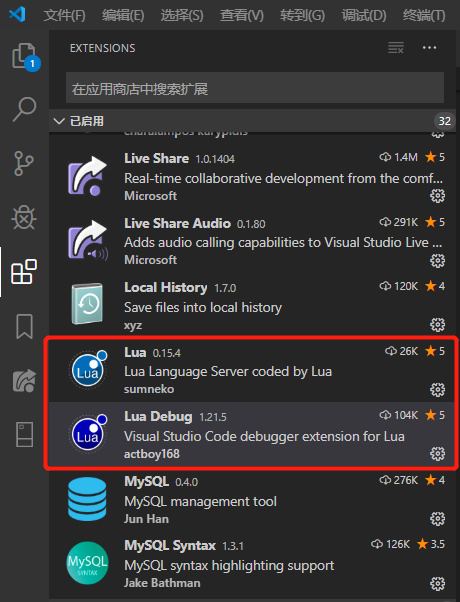 文件(F) 编辑(E) 选择(S) 查看(V) 转到(G) 调试(D) 终端(T)
EXTENSIONS
1
在应用商店中搜索扩展
已启用 32
charalampos karypidis
Live Share 1.0.1404 1.4M 5
Real-time collaborative development from the comf...
Microsoft
Live Share Audio 0.1.80 291K 5
Adds audio calling capabilities to Visual Studio Live ...
Microsoft
Local History 1.7.0 120K 4
Save files into local history
xyz
Lua
Lua 0.15.4 26K 5
Lua Language Server coded by Lua
sumneko
Lua
Lua Debug 1.21.5 104K 5
Visual Studio Code debugger extension for Lua
actboy168
MySQL 0.4.0 276K 4
MySQL management tool
Jun Han
MySQL
SYNTAX
MySQL Syntax 1.3.1 126K 3.5
MySQL syntax highlighting support
Jake Bathman